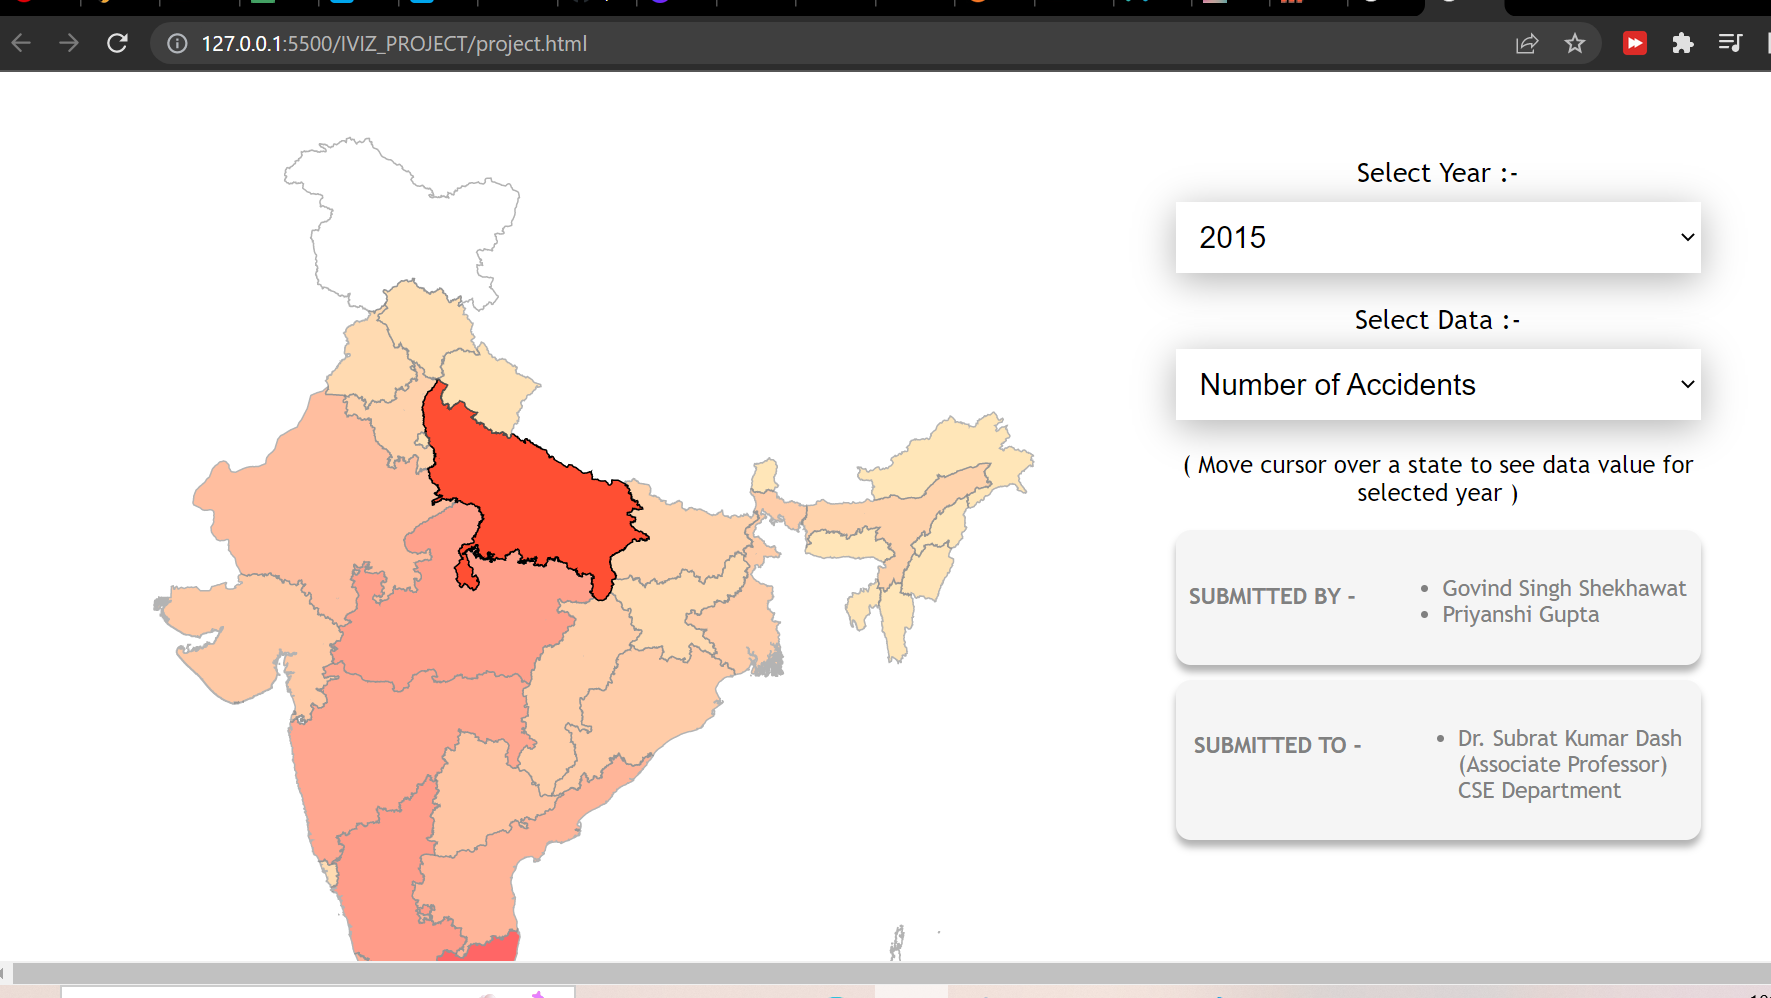 127.0.0.1:5500/IVIZ_PROJECT/project.html
Select Year :-
2015
Select Data :-
Number of Accidents
( Move cursor over a state to see data value for
selected year )
SUBMITTED BY -
• Govind Singh Shekhawat
• Priyanshi Gupta
SUBMITTED TO -
• Dr. Subrat Kumar Dash
(Associate Professor)
CSE Department